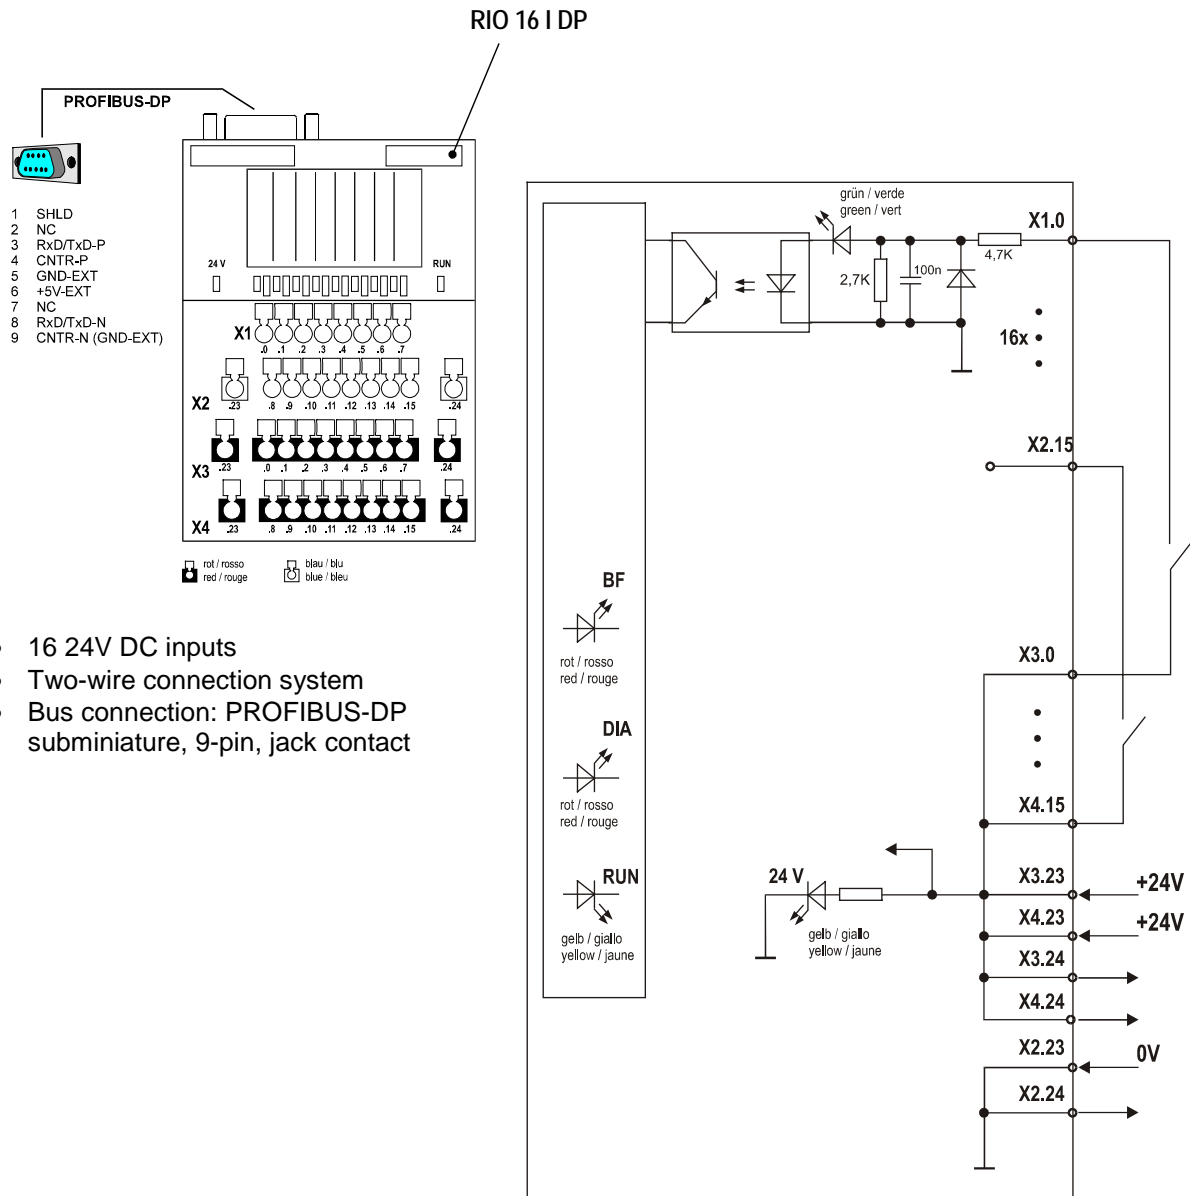 RIO 16 I DP
PROFIBUS-DP
1 SHLD
2 NC
3 RxD/TxD-P
4 CNTR-P
5 GND-EXT
6 +5V-EXT
7 NC
8 RxD/TxD-N
9 CNTR-N (GND-EXT)
24 V
RUN
X1
.0 .1 .2 .3 .4 .5 .6 .7
X2
.23 .8 .9 .10 .11 .12 .13 .14 .15 .24
X3
.23 .0 .1 .2 .3 .4 .5 .6 .7 .24
X4
.23 .8 .9 .10 .11 .12 .13 .14 .15 .24
rot / rosso
red / rouge
blau / blu
blue / bleu
• 16 24V DC inputs
• Two-wire connection system
• Bus connection: PROFIBUS-DP
subminiature, 9-pin, jack contact
grün / verde
green / vert
X1.0
4,7K
2,7K
100n
16x
X2.15
BF
rot / rosso
red / rouge
X3.0
DIA
rot / rosso
red / rouge
X4.15
RUN
gelb / giallo
yellow / jaune
24 V
gelb / giallo
yellow / jaune
X3.23
+24V
X4.23
+24V
X3.24
X4.24
X2.23
0V
X2.24